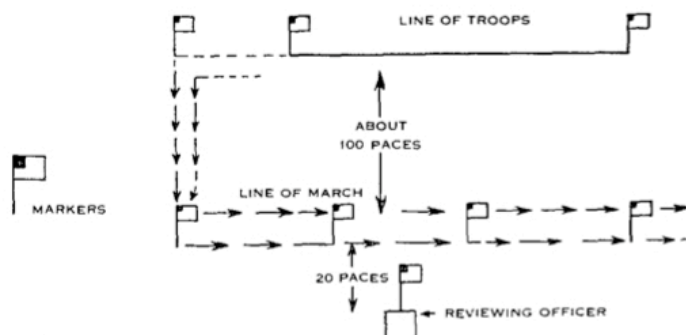 LINE OF TROOPS
ABOUT
100 PACES
LINE OF MARCH
MARKERS
20 PACES
REVIEWING OFFICER